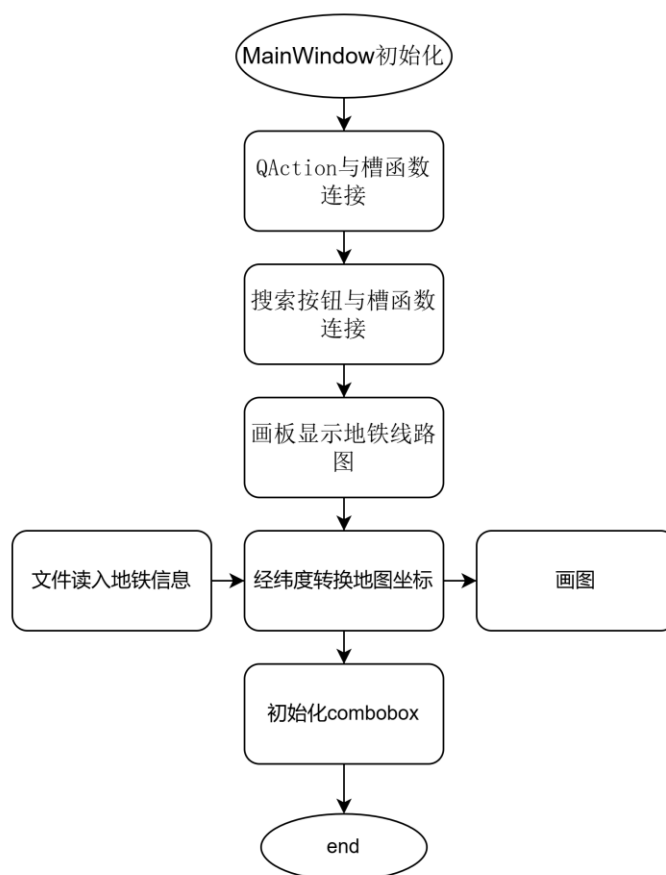 MainWindow初始化
QAction与槽函数
连接
搜索按钮与槽函数
连接
画板显示地铁线路
图
文件读入地铁信息
经纬度转换地图坐标
画图
初始化combobox
end